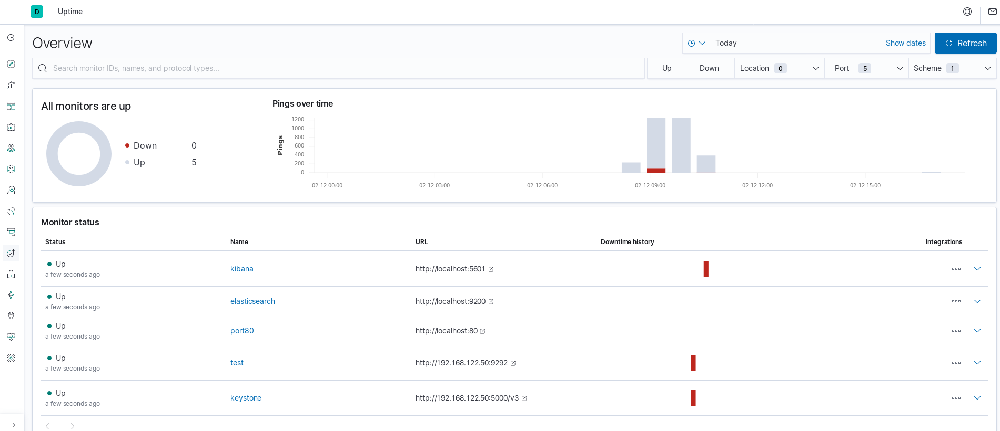 D Uptime
Overview
Today Show dates Refresh
Search monitor IDs, names, and protocol types...
Up Down Location 0 Port 5 Scheme 1
All monitors are up
Down 0
Up 5
Pings over time
Pings
1200
1000
800
600
400
200
0
02-12 00:00 02-12 03:00 02-12 06:00 02-12 09:00 02-12 12:00 02-12 15:00
Monitor status
Status Name URL Downtime history Integrations
Up
a few seconds ago
kibana http://localhost:5601
Up
a few seconds ago
elasticsearch http://localhost:9200
Up
a few seconds ago
port80 http://localhost:80
Up
a few seconds ago
test http://192.168.122.50:9292
Up
a few seconds ago
keystone http://192.168.122.50:5000/v3